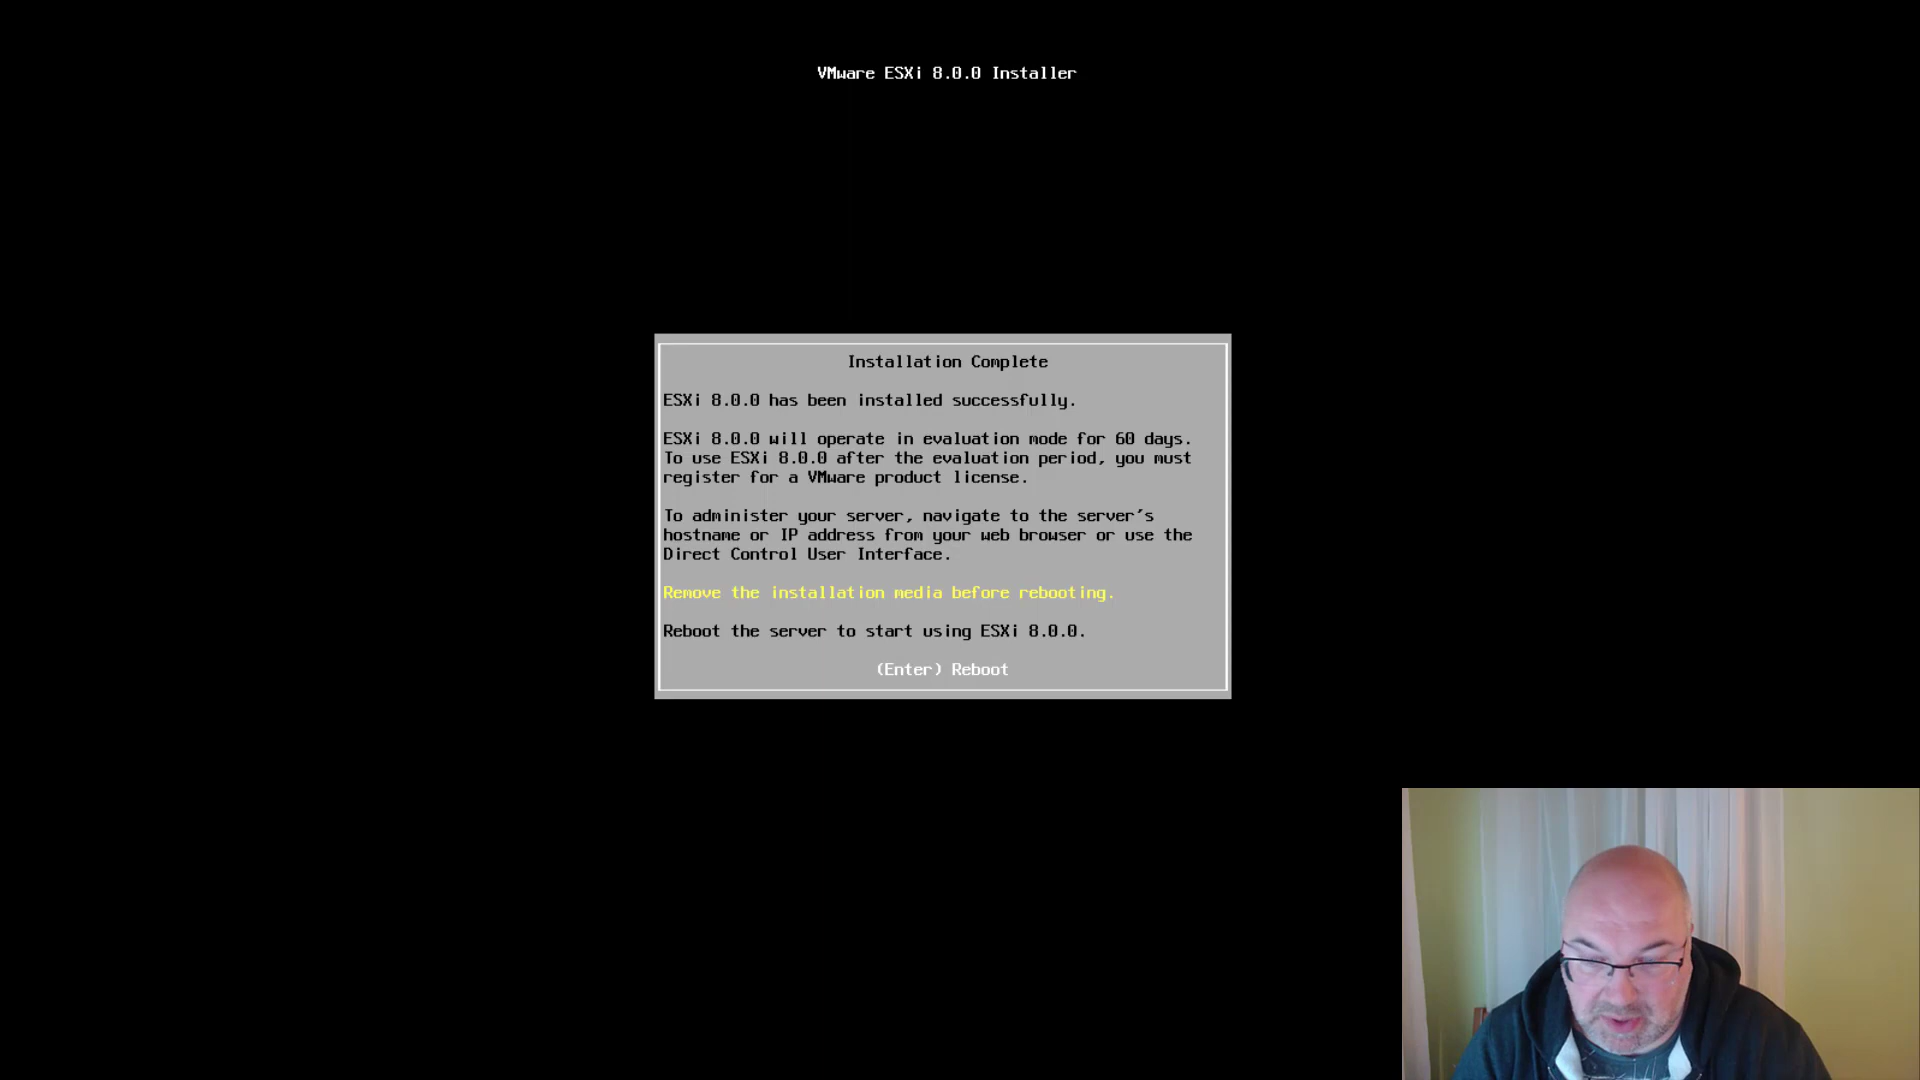 VMware ESXi 8.0.0 Installer
Installation Complete
ESXi 8.0.0 has been installed successfully.
ESXi 8.0.0 will operate in evaluation mode for 60 days.
To use ESXi 8.0.0 after the evaluation period, you must
register for a VMware product license.
To administer your server, navigate to the server's
hostname or IP address from your web browser or use the
Direct Control User Interface.
Remove the installation media before rebooting.
Reboot the server to start using ESXi 8.0.0.
(Enter) Reboot